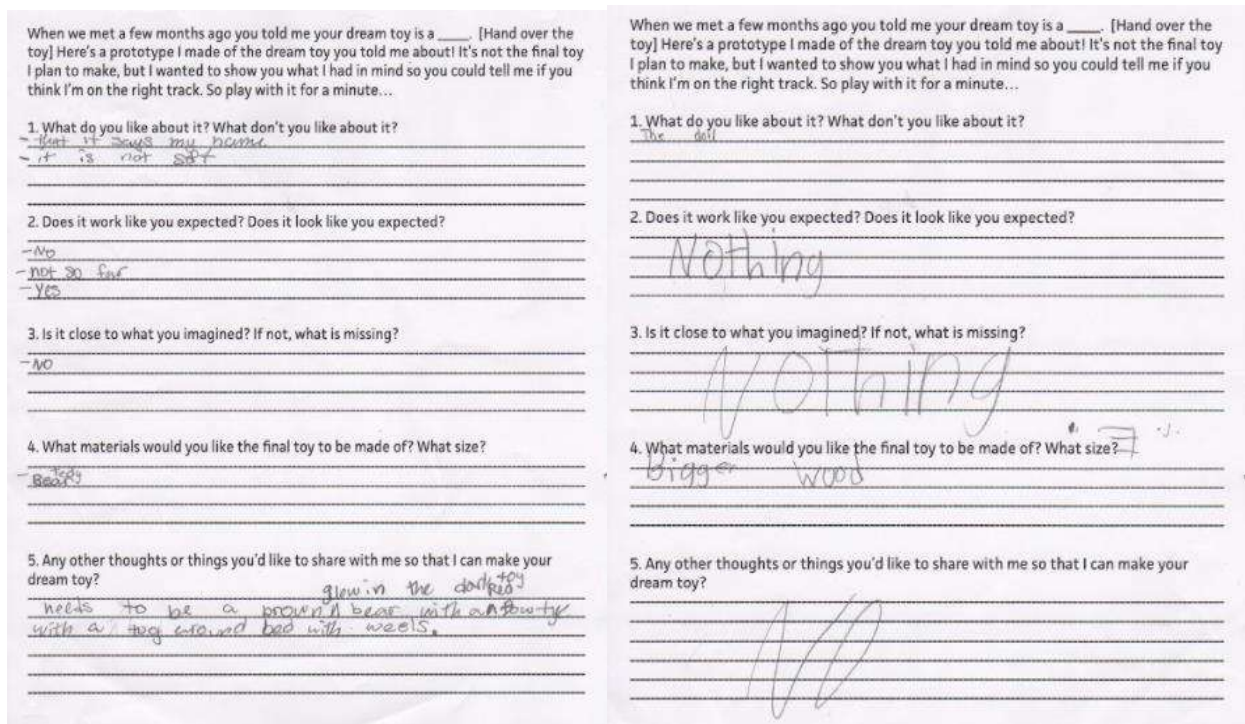 When we met a few months ago you told me your dream toy is a ____. [Hand over the
toy] Here's a prototype I made of the dream toy you told me about! It's not the final toy
I plan to make, but I wanted to show you what I had in mind so you could tell me if you
think I'm on the right track. So play with it for a minute...
1. What do you like about it? What don't you like about it?
- that it says my name
- it is not soft
2. Does it work like you expected? Does it look like you expected?
- No
- not so far
- Yes
3. Is it close to what you imagined? If not, what is missing?
- NO
4. What materials would you like the final toy to be made of? What size?
- Tedy
Bear
5. Any other thoughts or things you'd like to share with me so that I can make your
dream toy?
glow in the dark toy
needs to be a brown bear with a
with a around bed with weels.
When we met a few months ago you told me your dream toy is a ____. [Hand over the
toy] Here's a prototype I made of the dream toy you told me about! It's not the final toy
I plan to make, but I wanted to show you what I had in mind so you could tell me if you
think I'm on the right track. So play with it for a minute...
1. What do you like about it? What don't you like about it?
The
2. Does it work like you expected? Does it look like you expected?
Nothing
3. Is it close to what you imagined? If not, what is missing?
Nothing
4. What materials would you like the final toy to be made of? What size?
Bigger wood
5. Any other thoughts or things you'd like to share with me so that I can make your
dream toy?